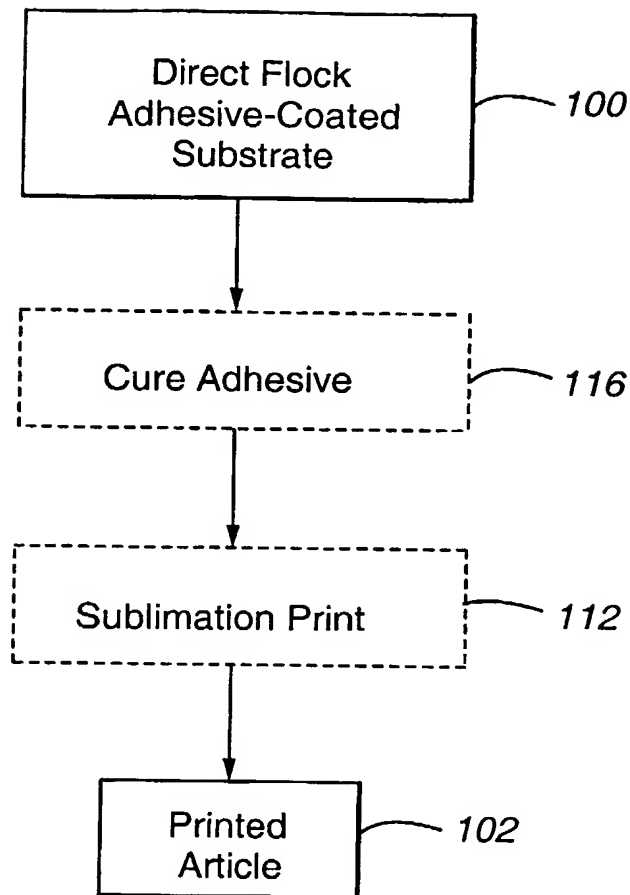 Direct Flock
Adhesive-Coated
Substrate
100
Cure Adhesive
116
Sublimation Print
112
Printed
Article
102